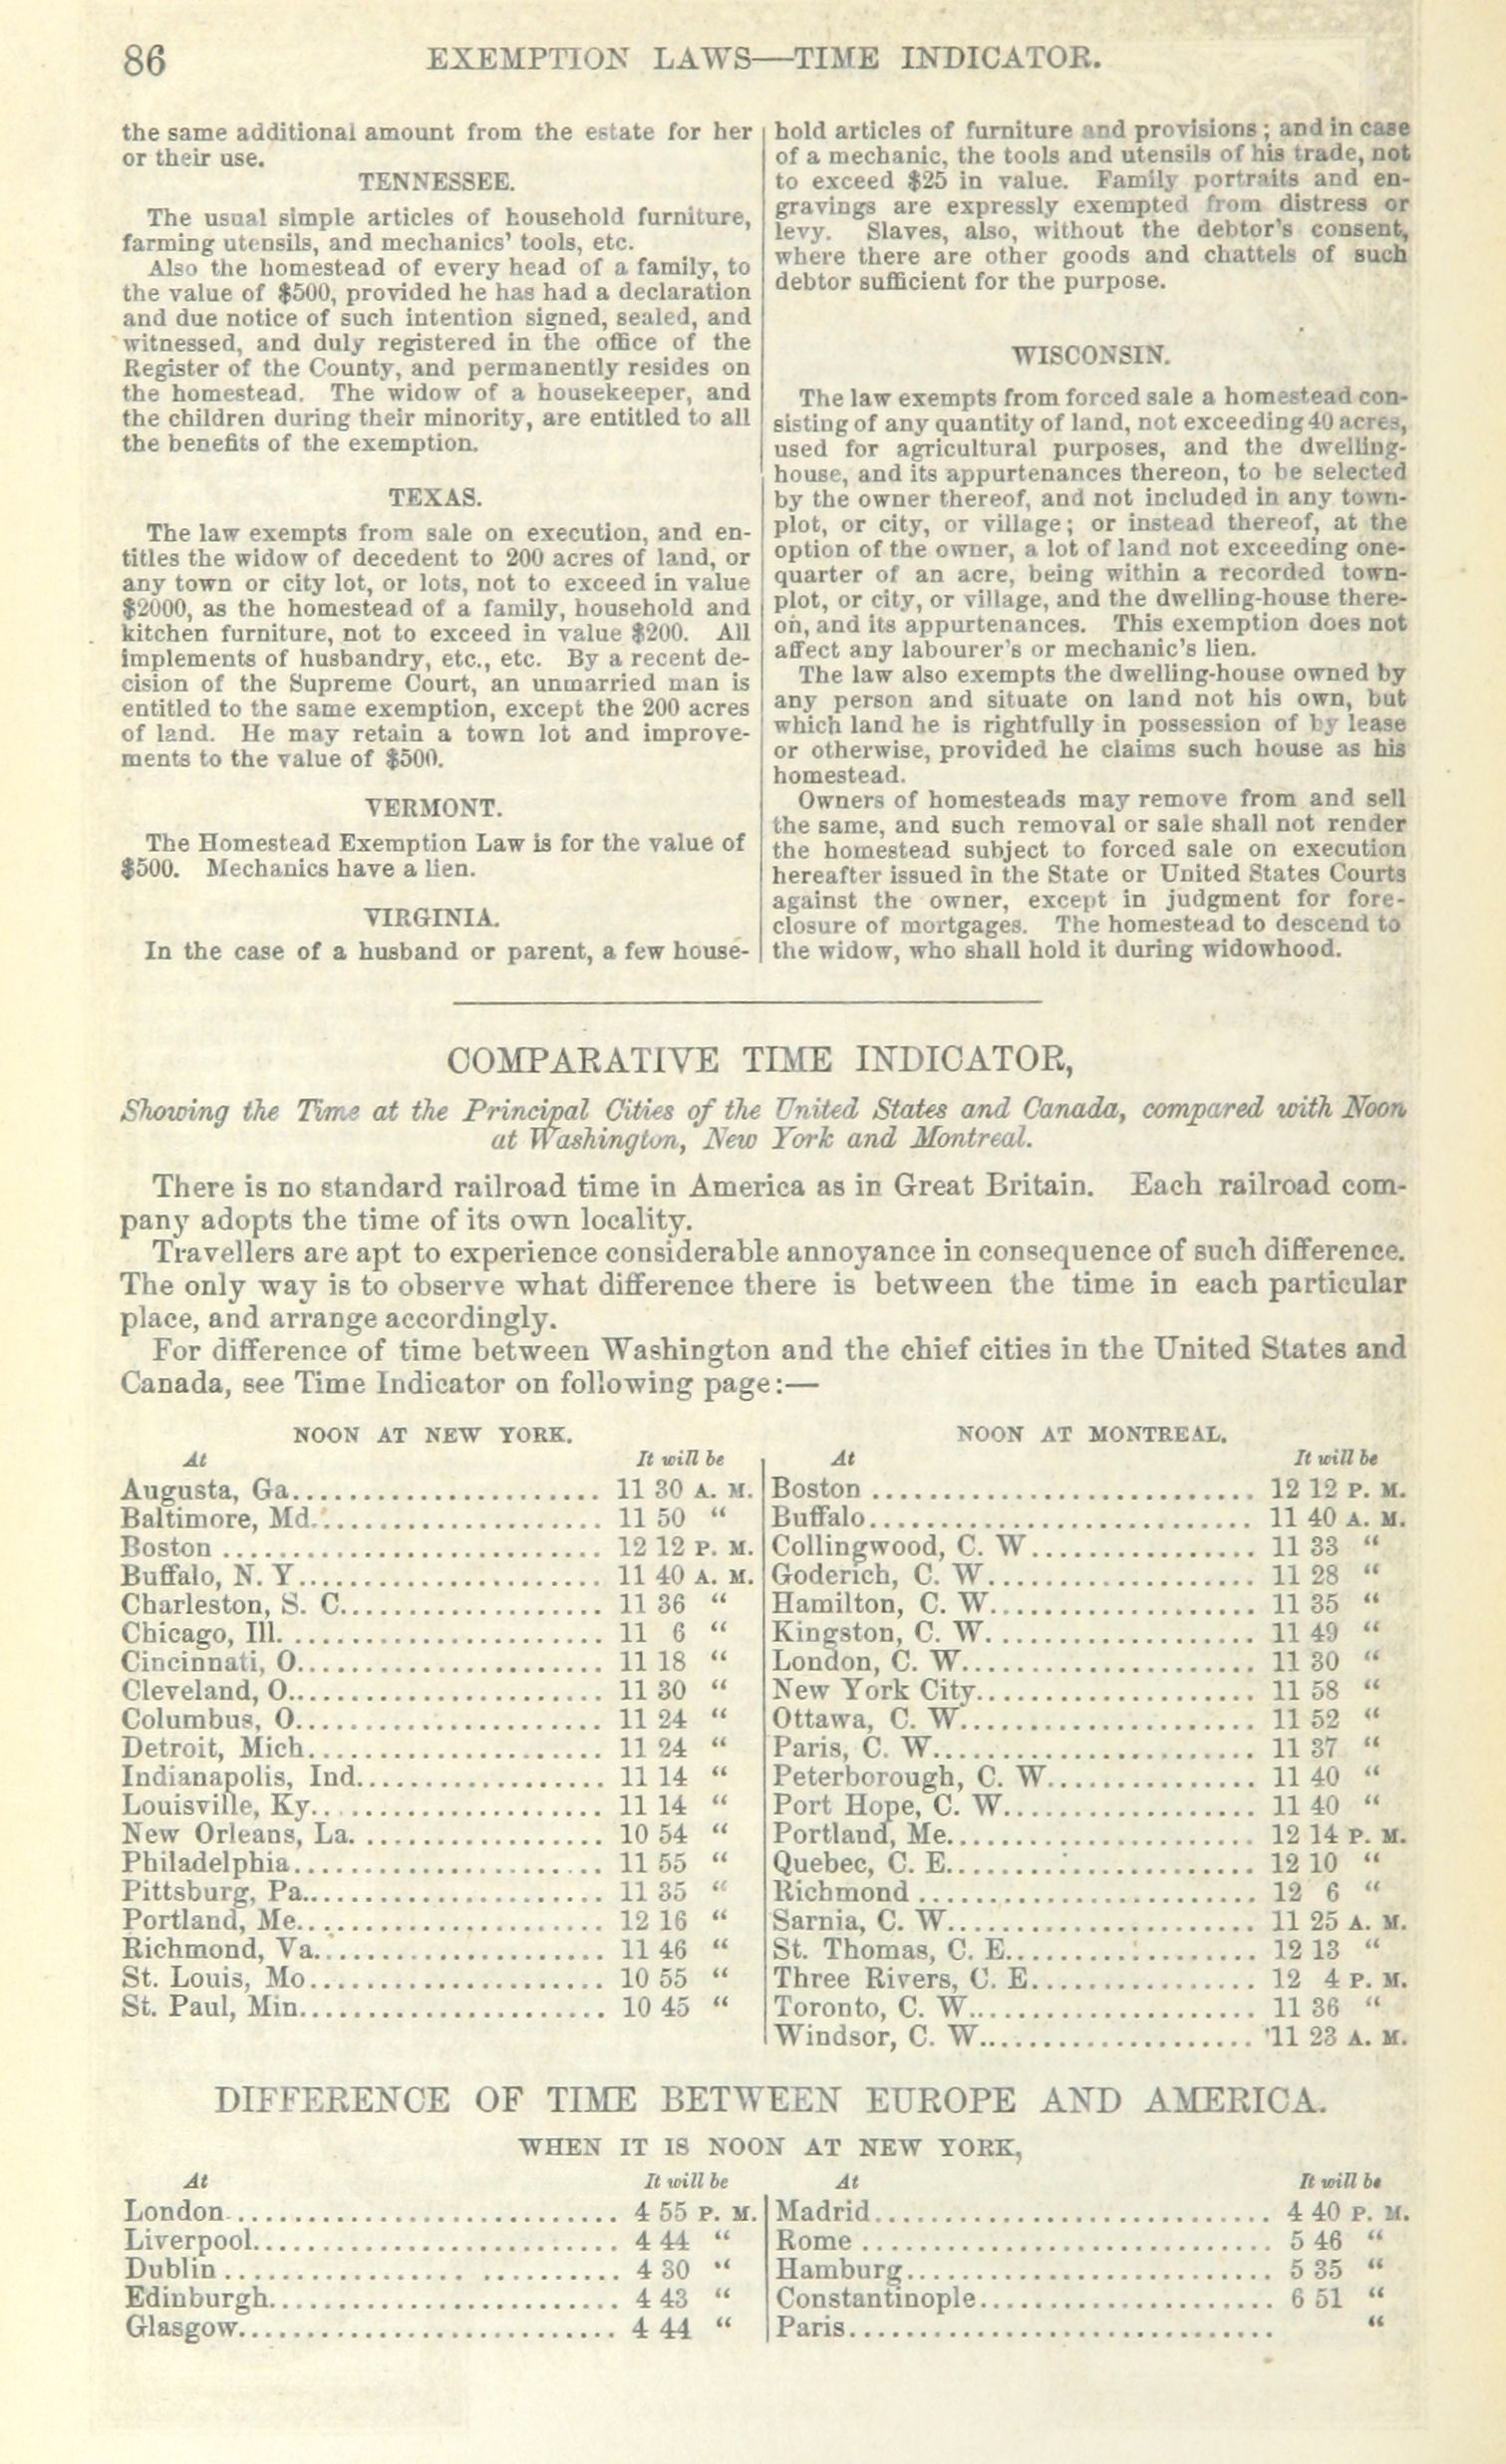 86
EXEMPTION LAWS—TIME INDICATOR.
the same additional amount from the estate for her
or their use.
TENNESSEE.
The usual simple articles of household furniture,
farming utensils, and mechanics' tools, etc.
Also the homestead of every head of a family, to
the value of $500, provided he has had a declaration
and due notice of such intention signed, sealed, and
witnessed, and duly registered in the office of the
Register of the County, and permanently resides on
the homestead. The widow of a housekeeper, and
the children during their minority, are entitled to all
the benefits of the exemption.
TEXAS.
The law exempts from sale on execution, and en-
titles the widow of decedent to 200 acres of land, or
any town or city lot, or lots, not to exceed in value
$2000, as the homestead of a family, household and
kitchen furniture, not to exceed in value $200. All
implements of husbandry, etc., etc. By a recent de-
cision of the Supreme Court, an unmarried man is
entitled to the same exemption, except the 200 acres
of land. He may retain a town lot and improve-
ments to the value of $500.
VERMONT.
The Homestead Exemption Law is for the value of
$500. Mechanics have a lien.
VIRGINIA.
In the case of a husband or parent, a few house-
hold articles of furniture and provisions; and in case
of a mechanic, the tools and utensils of his trade, not
to exceed $25 in value. Family portraits and en-
gravings are expressly exempted from distress or
levy. Slaves, also, without the debtor's consent,
where there are other goods and chattels of such
debtor sufficient for the purpose.
WISCONSIN.
The law exempts from forced sale a homestead con-
sisting of any quantity of land, not exceeding 40 acres,
used for agricultural purposes, and the dwelling-
house, and its appurtenances thereon, to be selected
by the owner thereof, and not included in any town-
plot, or city, or village; or instead thereof, at the
option of the owner, a lot of land not exceeding one-
quarter of an acre, being within a recorded town-
plot, or city, or village, and the dwelling-house there-
on, and its appurtenances. This exemption does not
affect any labourer's or mechanic's lien.
The law also exempts the dwelling-house owned by
any person and situate on land not his own, but
which land he is rightfully in possession of by lease
or otherwise, provided he claims such house as his
homestead.
Owners of homesteads may remove from and sell
the same, and such removal or sale shall not render
the homestead subject to forced sale on execution
hereafter issued in the State or United States Courts
against the owner, except in judgment for fore-
closure of mortgages. The homestead to descend to
the widow, who shall hold it during widowhood.
COMPARATIVE TIME INDICATOR,
Showing the Time at the Principal Cities of the United States and Canada, compared with Noon
at Washington, New York and Montreal.
There is no standard railroad time in America as in Great Britain. Each railroad com-
pany adopts the time of its own locality.
Travellers are apt to experience considerable annoyance in consequence of such difference.
The only way is to observe what difference there is between the time in each particular
place, and arrange accordingly.
For difference of time between Washington and the chief cities in the United States and
Canada, see Time Indicator on following page:—
NOON AT NEW YORK.
At It will be
Augusta, Ga. 11 30 A. M.
Baltimore, Md. 11 50 "
Boston 12 12 P. M.
Buffalo, N. Y. 11 40 A. M.
Charleston, S. C. 11 36 "
Chicago, Ill. 11 6 "
Cincinnati, O. 11 18 "
Cleveland, O. 11 30 "
Columbus, O. 11 24 "
Detroit, Mich. 11 24 "
Indianapolis, Ind. 11 14 "
Louisville, Ky. 11 14 "
New Orleans, La. 10 54 "
Philadelphia 11 55 "
Pittsburg, Pa. 11 35 "
Portland, Me. 12 16 "
Richmond, Va. 11 46 "
St. Louis, Mo. 10 55 "
St. Paul, Min. 10 45 "
NOON AT MONTREAL.
At It will be
Boston 12 12 P. M.
Buffalo 11 40 A. M.
Collingwood, C. W. 11 33 "
Goderich, C. W. 11 28 "
Hamilton, C. W. 11 35 "
Kingston, C. W. 11 49 "
London, C. W. 11 30 "
New York City 11 58 "
Ottawa, C. W. 11 52 "
Paris, C. W. 11 37 "
Peterborough, C. W. 11 40 "
Port Hope, C. W. 11 40 "
Portland, Me. 12 14 P. M.
Quebec, C. E. 12 10 "
Richmond 12 6 "
Sarnia, C. W. 11 25 A. M.
St. Thomas, C. E. 12 13 "
Three Rivers, C. E. 12 4 P. M.
Toronto, C. W. 11 36 "
Windsor, C. W. 11 23 A. M.
DIFFERENCE OF TIME BETWEEN EUROPE AND AMERICA.
WHEN IT IS NOON AT NEW YORK,
At It will be
London 4 55 P. M.
Liverpool 4 44 "
Dublin 4 30 "
Edinburgh 4 43 "
Glasgow 4 44 "
At It will be
Madrid 4 40 P. M.
Rome 5 46 "
Hamburg 5 35 "
Constantinople 6 51 "
Paris "